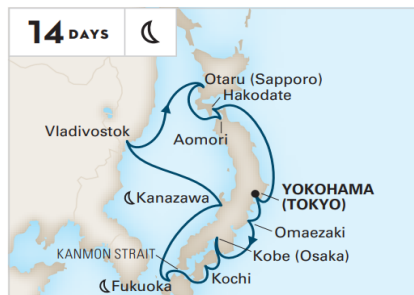 14 DAYS
Otaru (Sapporo)
Hakodate
Vladivostok
Aomori
YOKOHAMA
(TOKYO)
Kanazawa
Omaezaki
KANMON STRAIT
Kobe (Osaka)
Kochi
Fukuoka